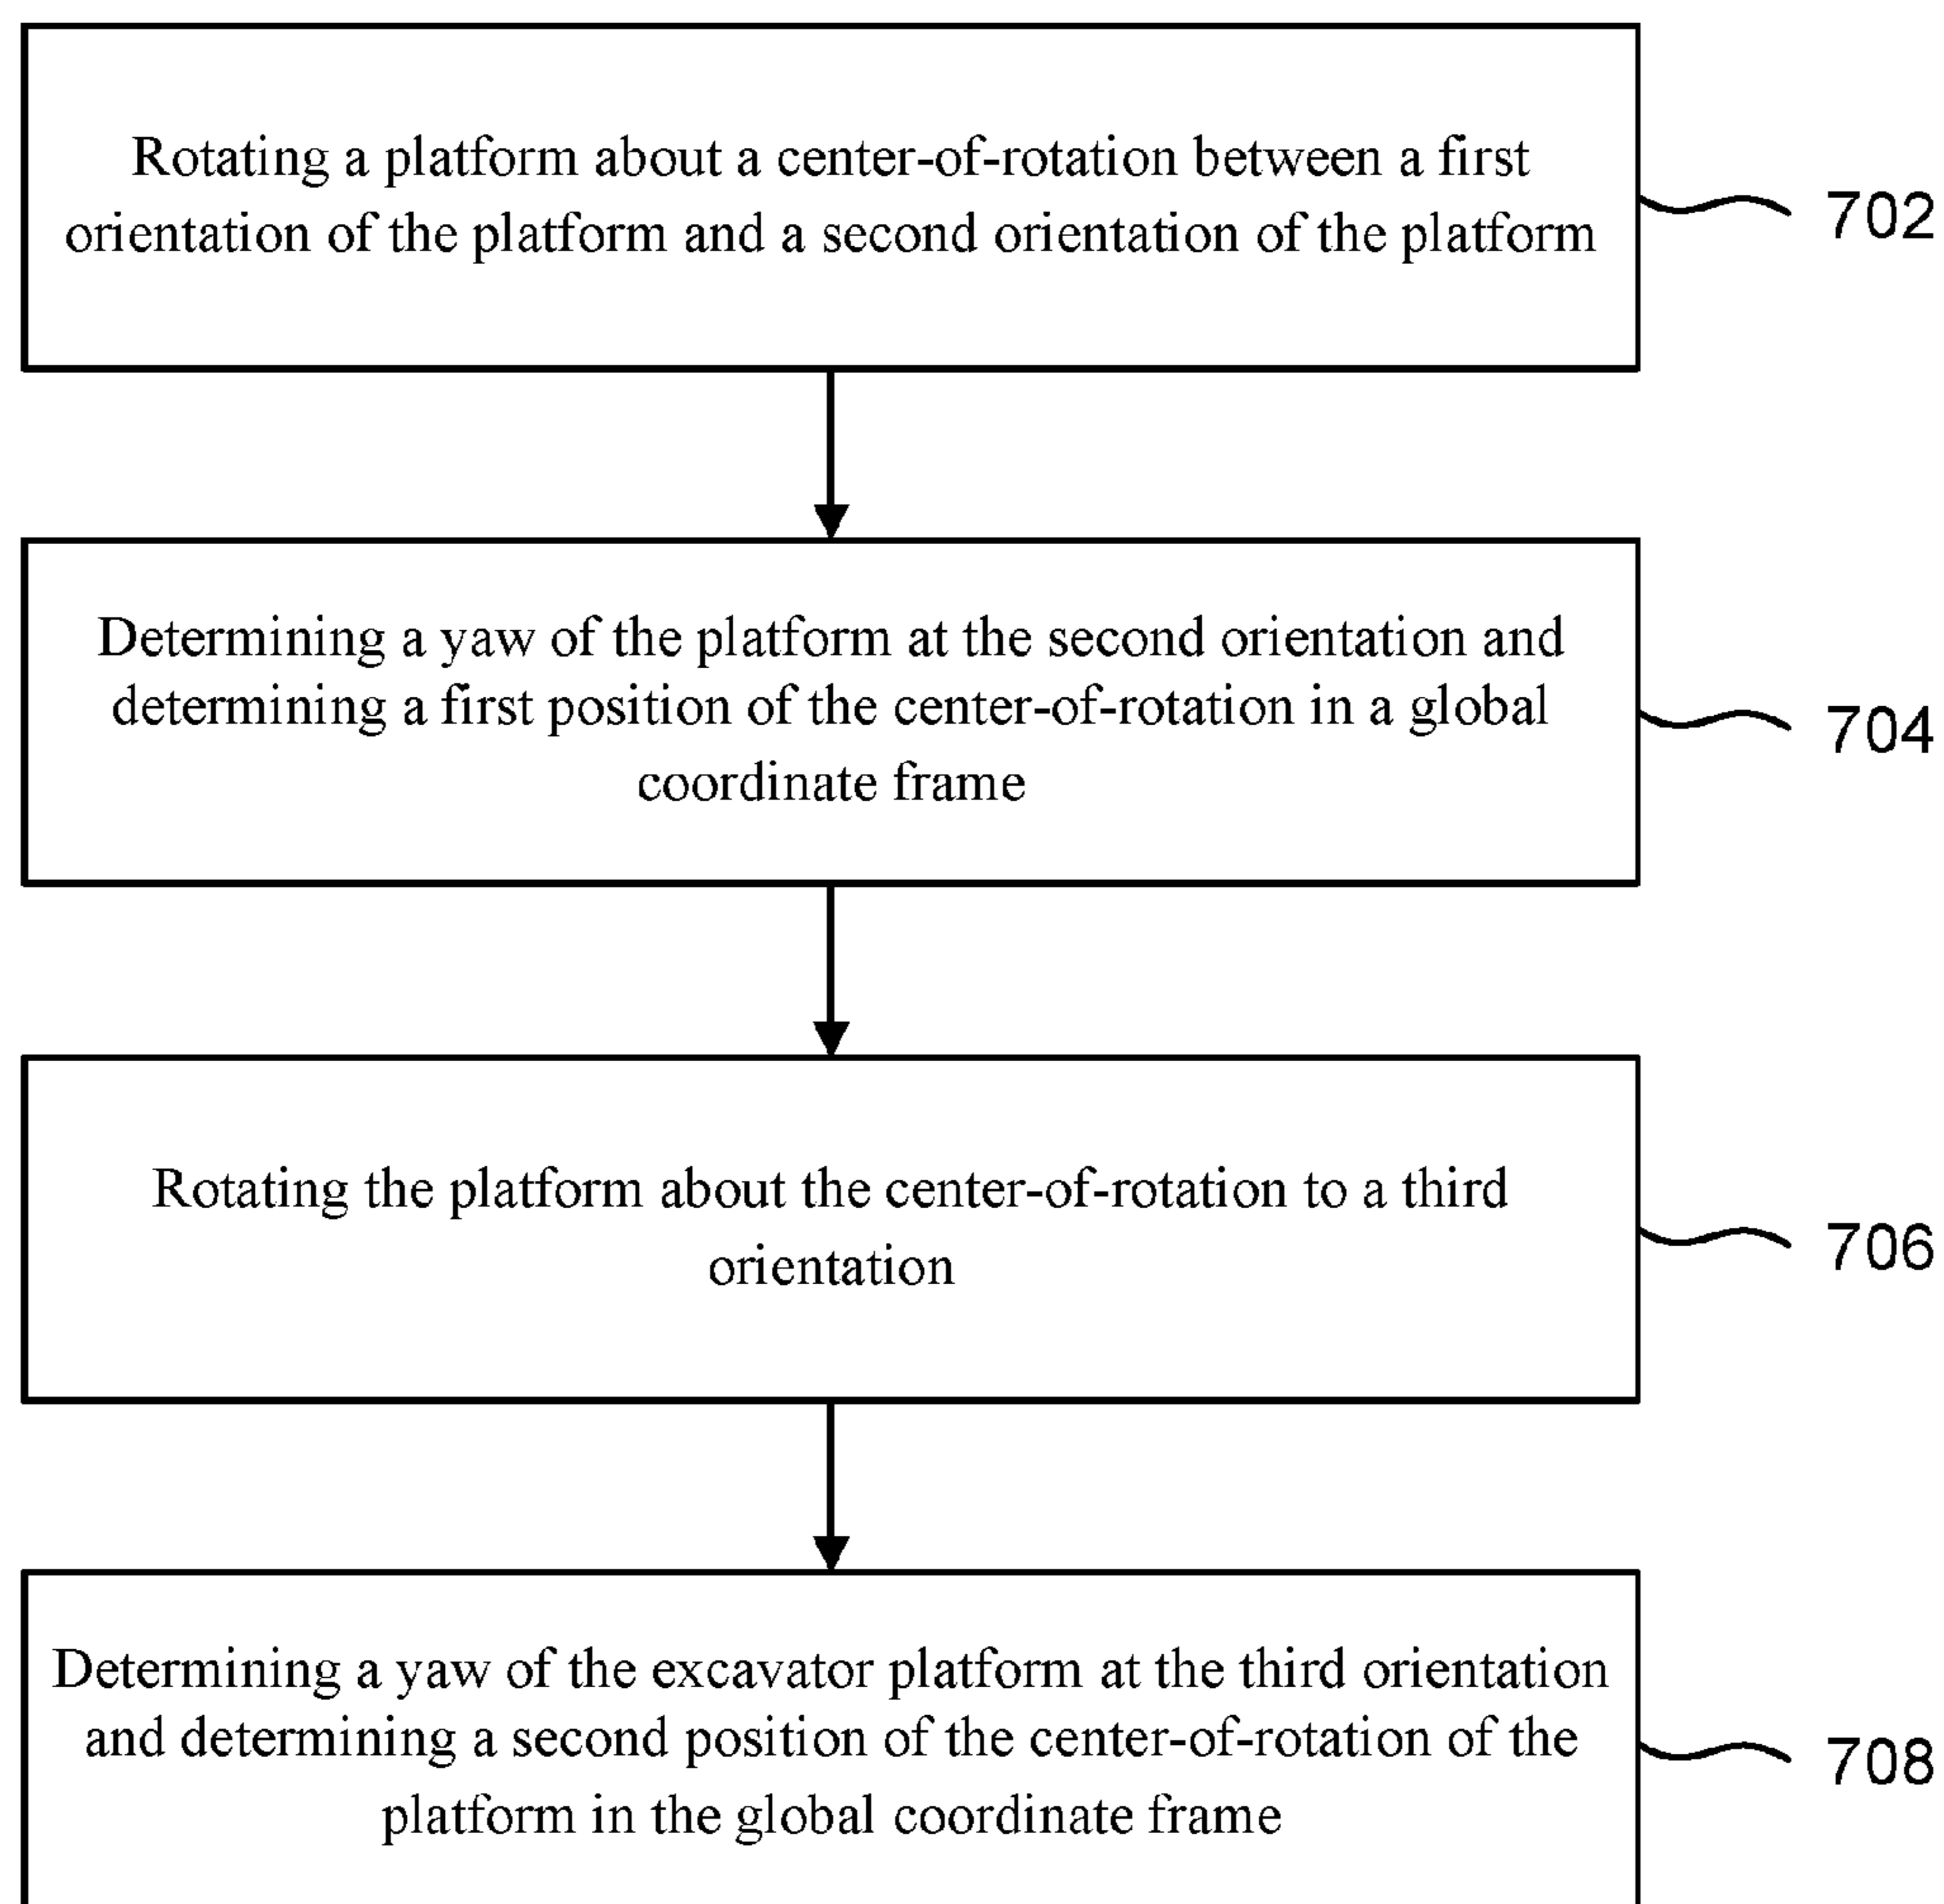 Rotating a platform about a center-of-rotation between a first
orientation of the platform and a second orientation of the platform
702
Determining a yaw of the platform at the second orientation and
determining a first position of the center-of-rotation in a global
coordinate frame
704
Rotating the platform about the center-of-rotation to a third
orientation
706
Determining a yaw of the excavator platform at the third orientation
and determining a second position of the center-of-rotation of the
platform in the global coordinate frame
708